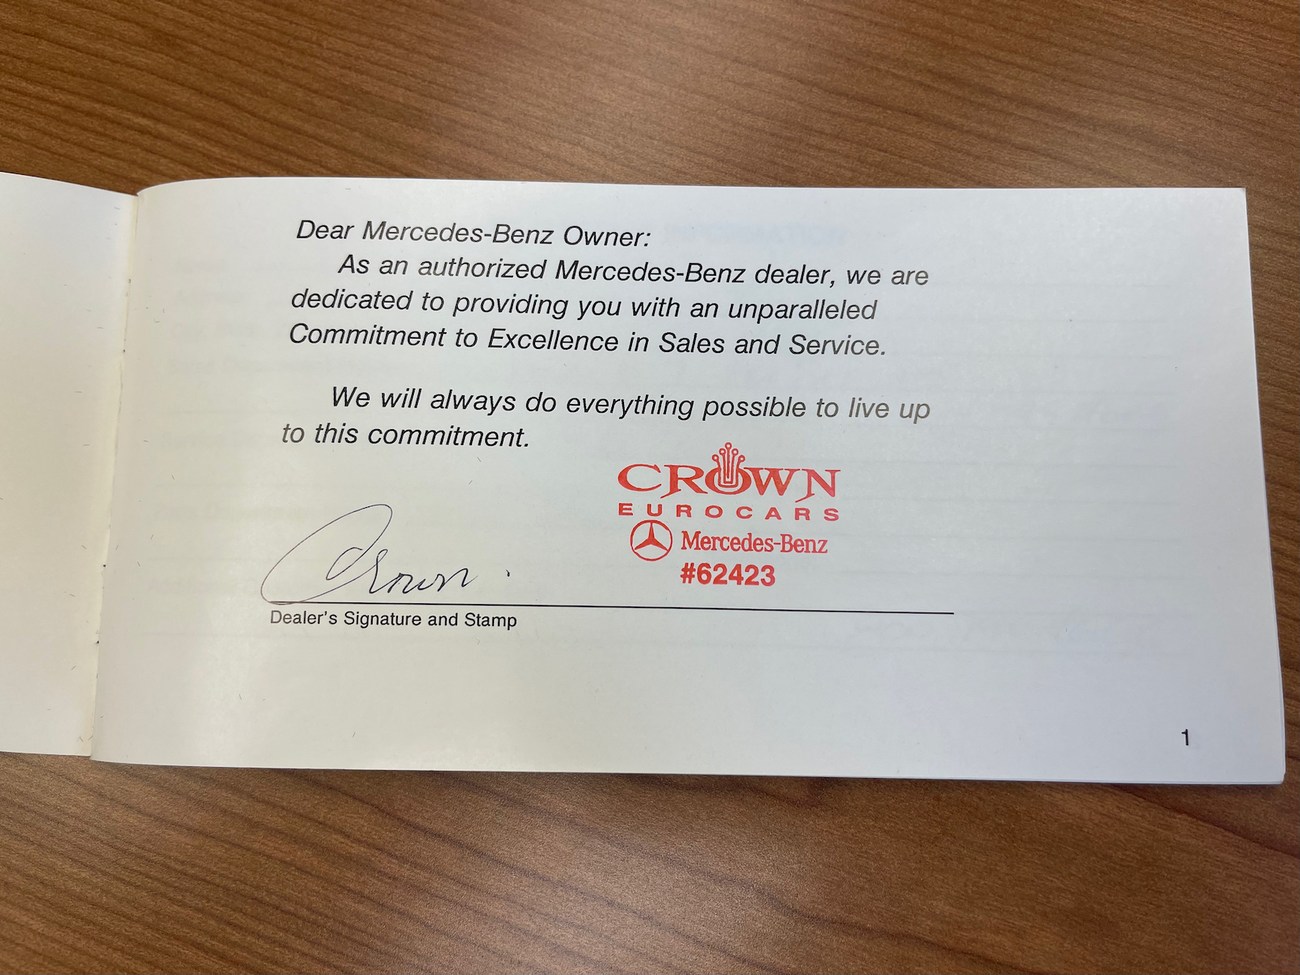 Dear Mercedes-Benz Owner:
As an authorized Mercedes-Benz dealer, we are
dedicated to providing you with an unparalleled
Commitment to Excellence in Sales and Service.
We will always do everything possible to live up
to this commitment.
CROWN
EUROCARS
Mercedes-Benz
#62423
Crown
Dealer's Signature and Stamp
1